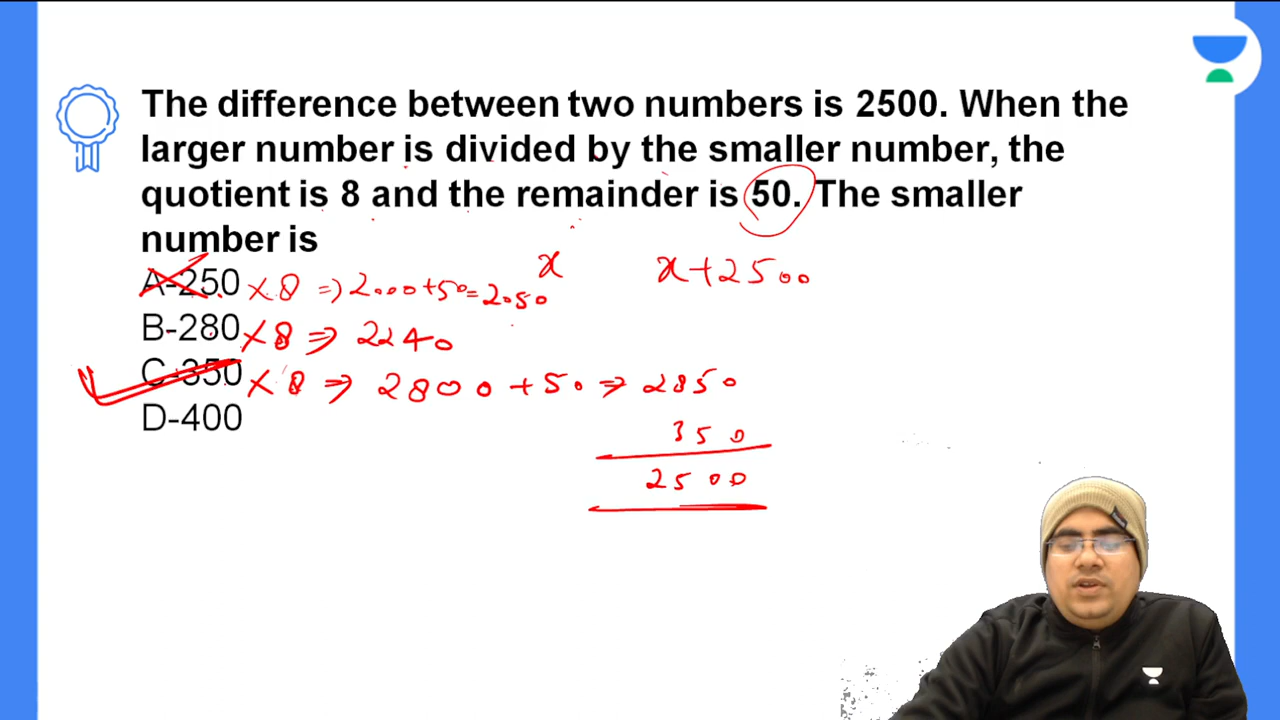 The difference between two numbers is 2500. When the
larger number is divided by the smaller number, the
quotient is 8 and the remainder is 50. The smaller
number is
x x+2500
A-250 ×8 ⇒ 2000+50=2050
B-280 ×8 ⇒ 2240
C-350 ×8 ⇒ 2800 +50 ⇒ 2850
D-400
350
2500